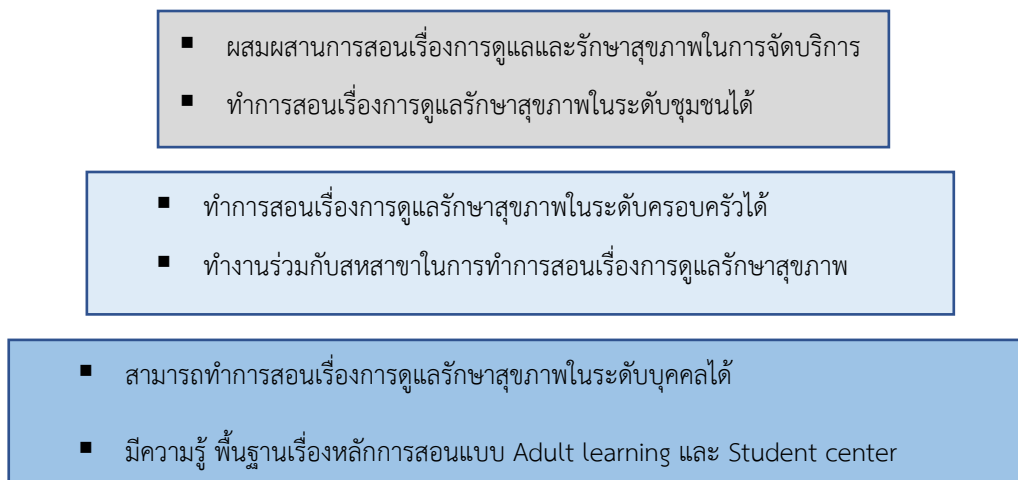 ▪ ผสมผสานการสอนเรื่องการดูแลและรักษาสุขภาพในการจัดบริการ
▪ ทำการสอนเรื่องการดูแลรักษาสุขภาพในระดับชุมชนได้
▪ ทำการสอนเรื่องการดูแลรักษาสุขภาพในระดับครอบครัวได้
▪ ทำงานร่วมกับสหสาขาในการทำการสอนเรื่องการดูแลรักษาสุขภาพ
▪ สามารถทำการสอนเรื่องการดูแลรักษาสุขภาพในระดับบุคคลได้
▪ มีความรู้ พื้นฐานเรื่องหลักการสอนแบบ Adult learning และ Student center